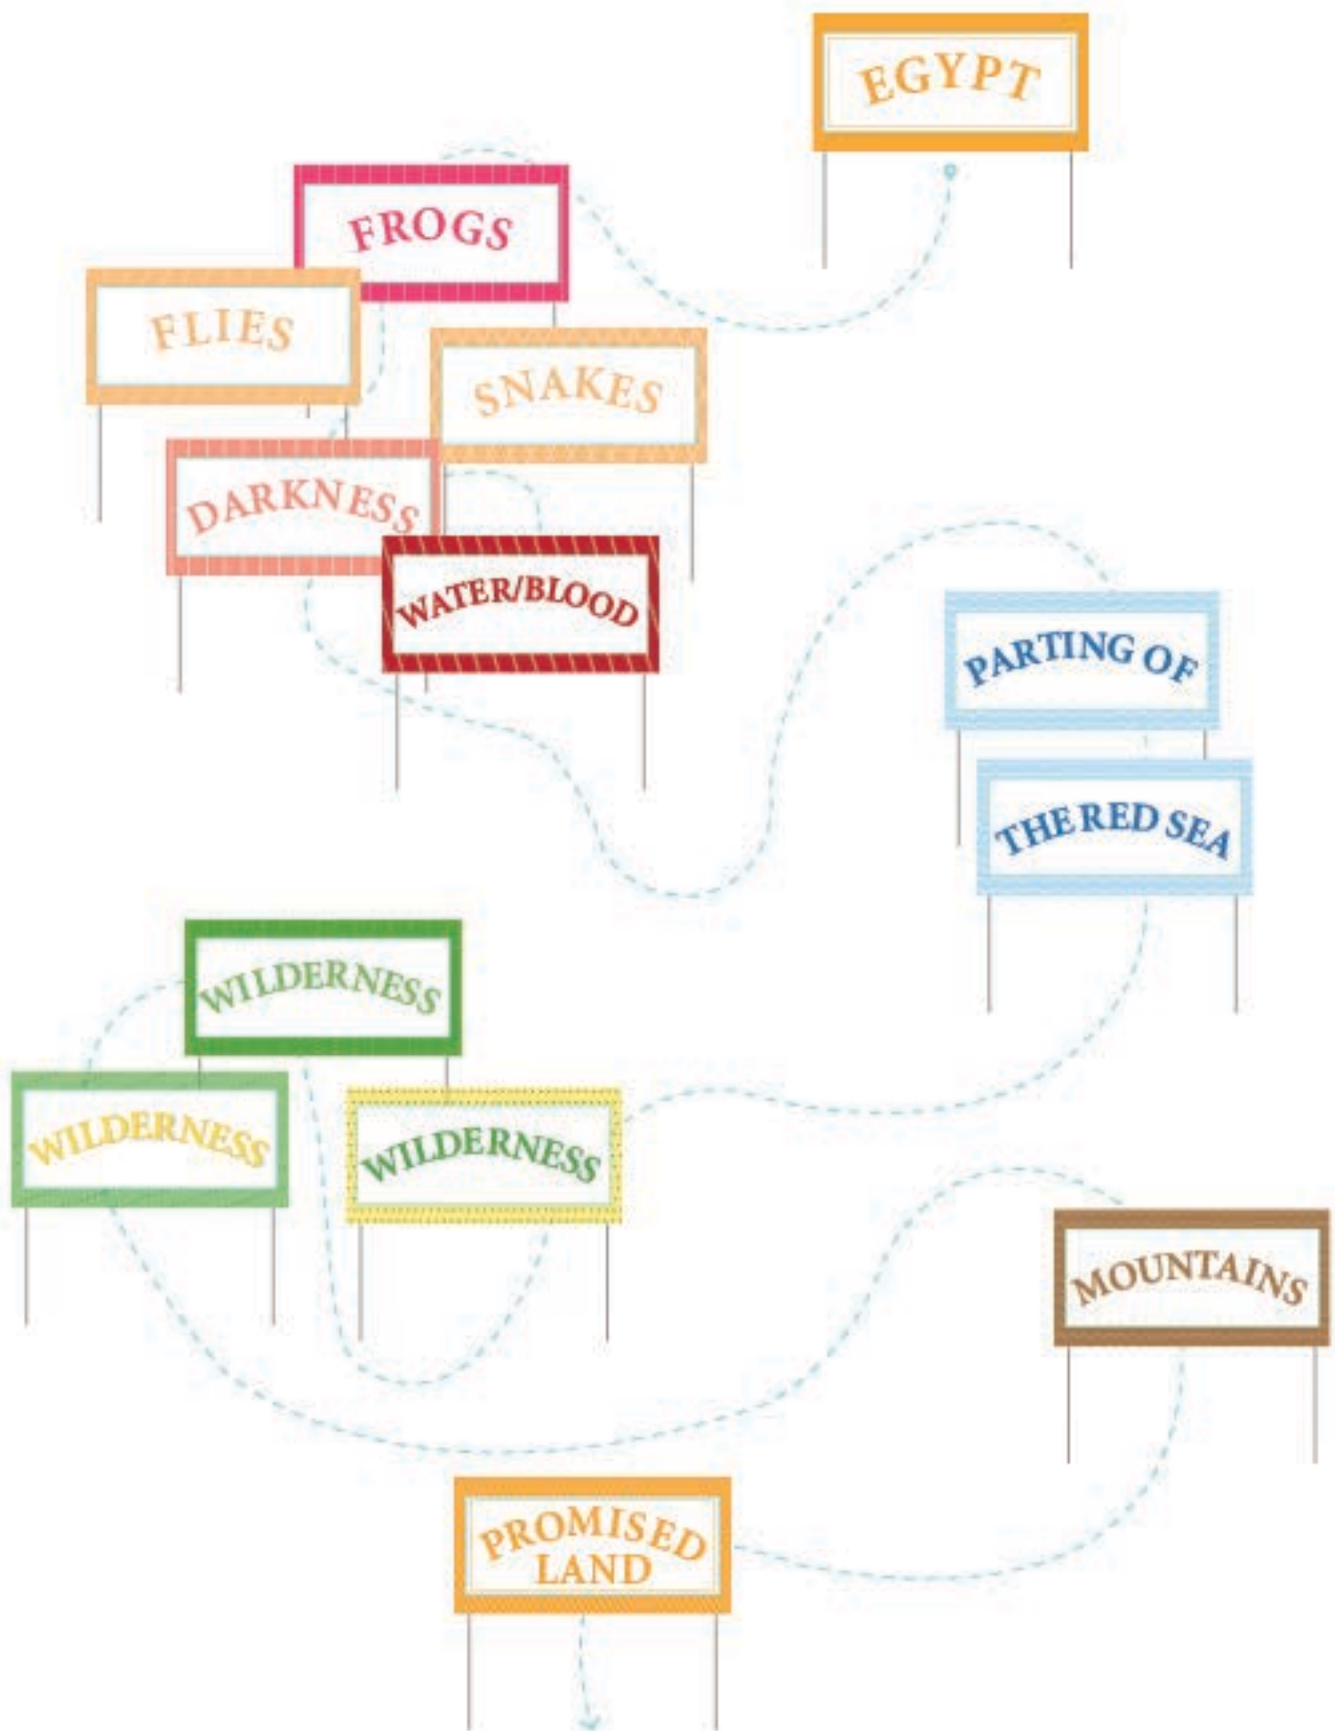 EGYPT
FROGS
FLIES
SNAKES
DARKNESS
WATER/BLOOD
PARTING OF
THE RED SEA
WILDERNESS
WILDERNESS
WILDERNESS
MOUNTAINS
PROMISED
LAND